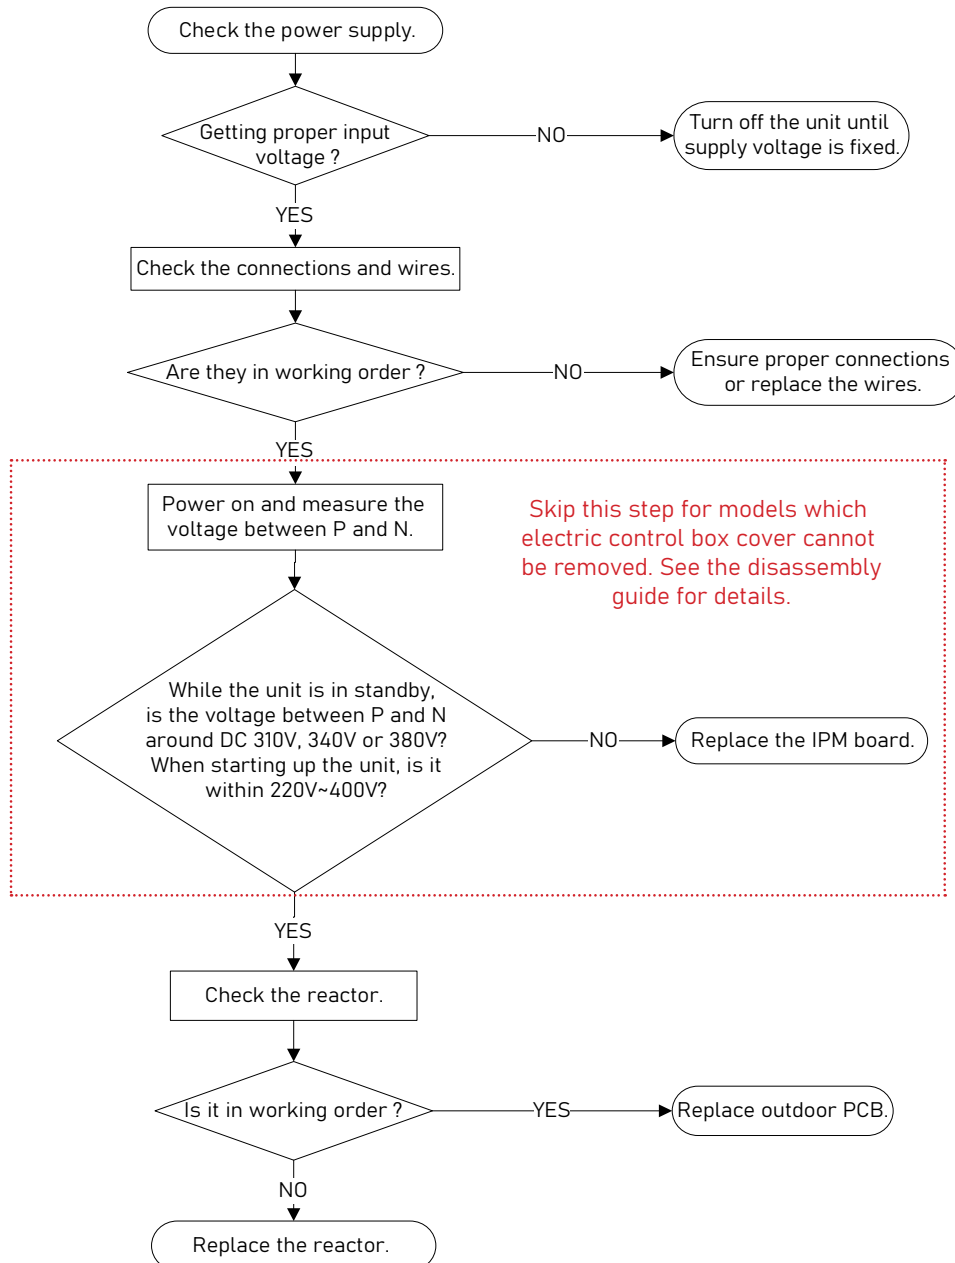 Check the power supply.
Getting proper input
voltage ?
NO
Turn off the unit until
supply voltage is fixed.
YES
Check the connections and wires.
Are they in working order ?
NO
Ensure proper connections
or replace the wires.
YES
Power on and measure the
voltage between P and N.
Skip this step for models which
electric control box cover cannot
be removed. See the disassembly
guide for details.
While the unit is in standby,
is the voltage between P and N
around DC 310V, 340V or 380V?
When starting up the unit, is it
within 220V~400V?
NO
Replace the IPM board.
YES
Check the reactor.
Is it in working order ?
YES
Replace outdoor PCB.
NO
Replace the reactor.